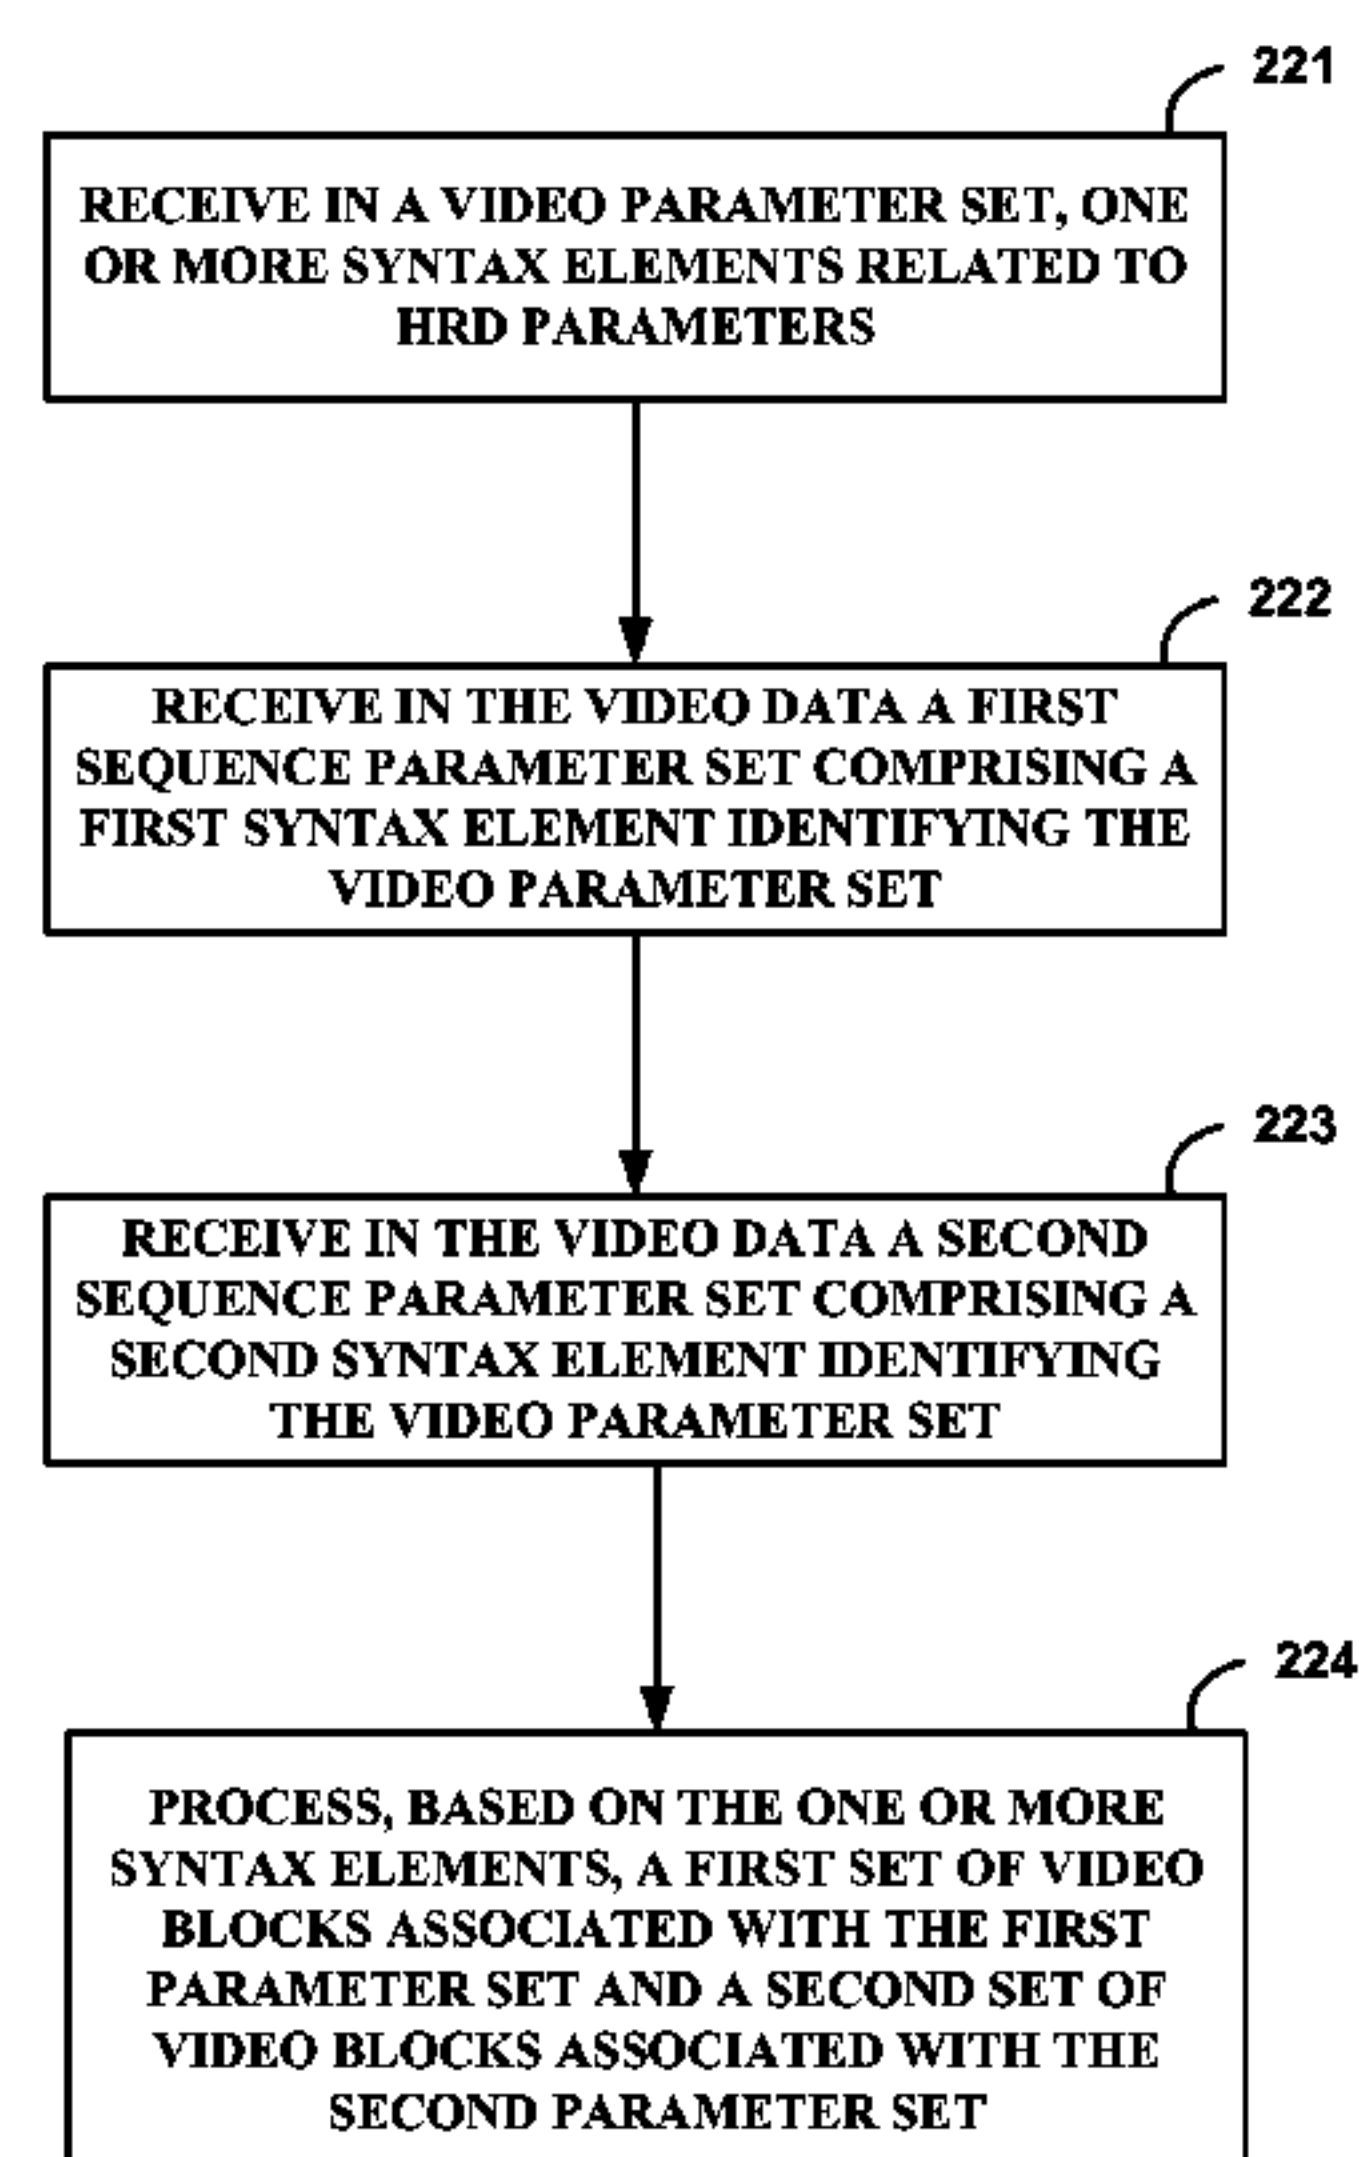 221
RECEIVE IN A VIDEO PARAMETER SET, ONE
OR MORE SYNTAX ELEMENTS RELATED TO
HRD PARAMETERS
222
RECEIVE IN THE VIDEO DATA A FIRST
SEQUENCE PARAMETER SET COMPRISING A
FIRST SYNTAX ELEMENT IDENTIFYING THE
VIDEO PARAMETER SET
223
RECEIVE IN THE VIDEO DATA A SECOND
SEQUENCE PARAMETER SET COMPRISING A
SECOND SYNTAX ELEMENT IDENTIFYING
THE VIDEO PARAMETER SET
224
PROCESS, BASED ON THE ONE OR MORE
SYNTAX ELEMENTS, A FIRST SET OF VIDEO
BLOCKS ASSOCIATED WITH THE FIRST
PARAMETER SET AND A SECOND SET OF
VIDEO BLOCKS ASSOCIATED WITH THE
SECOND PARAMETER SET